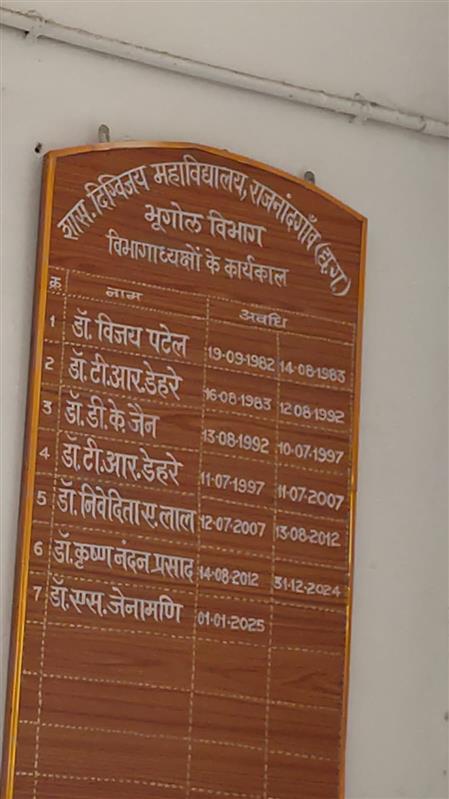 शास. दिग्विजय महाविद्यालय, राजनांदगाँव (छ.ग.)
भूगोल विभाग
विभागाध्यक्षों के कार्यकाल
क्र नाम अवधि
1 डॉ. विजय पटेल 19-09-1982 14-08-1983
2 डॉ.टी.आर.डेहरे 16-08-1983 12-08-1992
3 डॉ.डी.के.जैन 13-08-1992 10-07-1997
4 डॉ.टी.आर.डेहरे 11-07-1997 11-07-2007
5 डॉ.निवेदिता ए.लाल 12-07-2007 13-08-2012
6 डॉ.कृष्ण नंदन प्रसाद 14-08-2012 31-12-2024
7 डॉ.एस.जेनामणि 01-01-2025